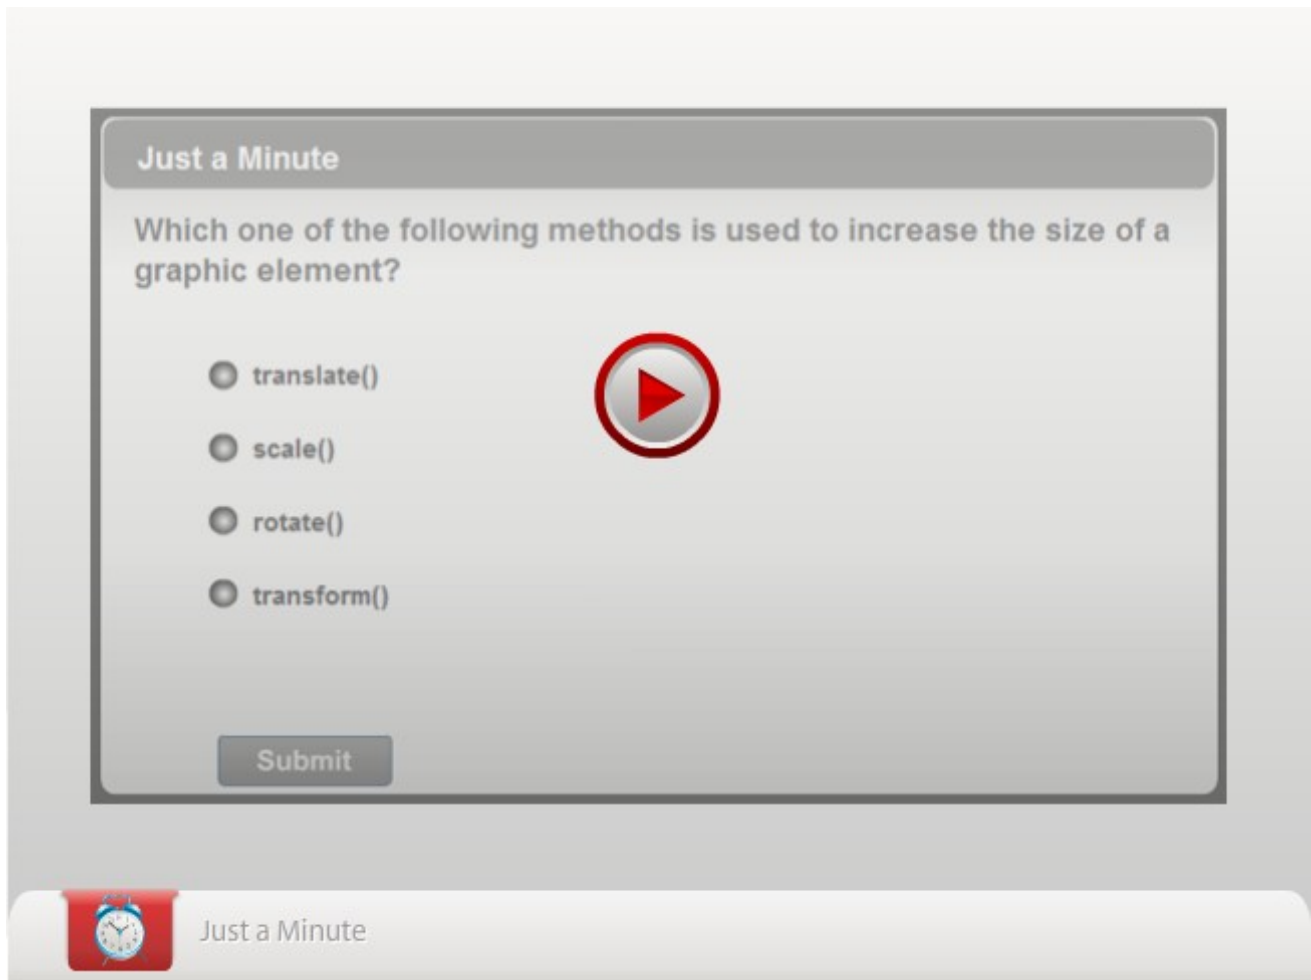 Just a Minute
Which one of the following methods is used to increase the size of a
graphic element?
translate()
scale()
rotate()
transform()
Submit
Just a Minute